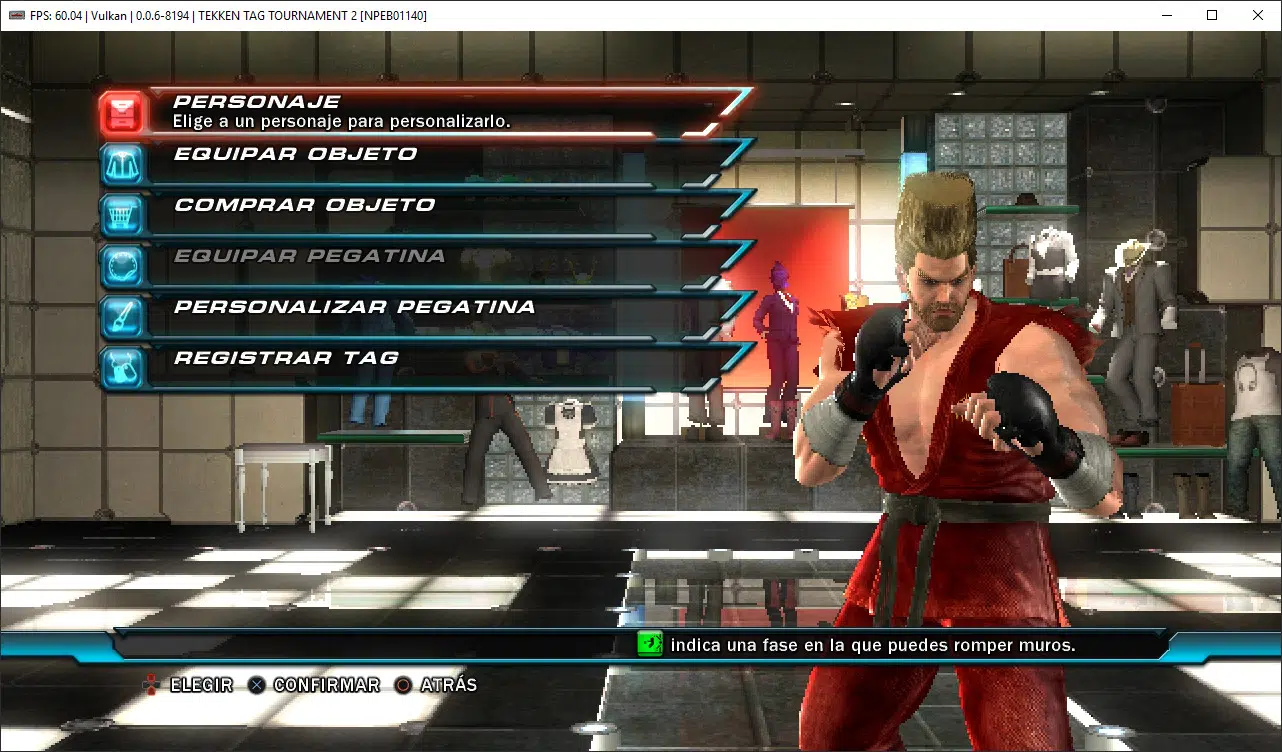 FPS: 60.04 | Vulkan | 0.0.6-8194 | TEKKEN TAG TOURNAMENT 2 [NPEB01140]
PERSONAJE
Elige a un personaje para personalizarlo.
EQUIPAR OBJETO
COMPRAR OBJETO
EQUIPAR PEGATINA
PERSONALIZAR PEGATINA
REGISTRAR TAG
indica una fase en la que puedes romper muros.
ELEGIR CONFIRMAR ATRÁS